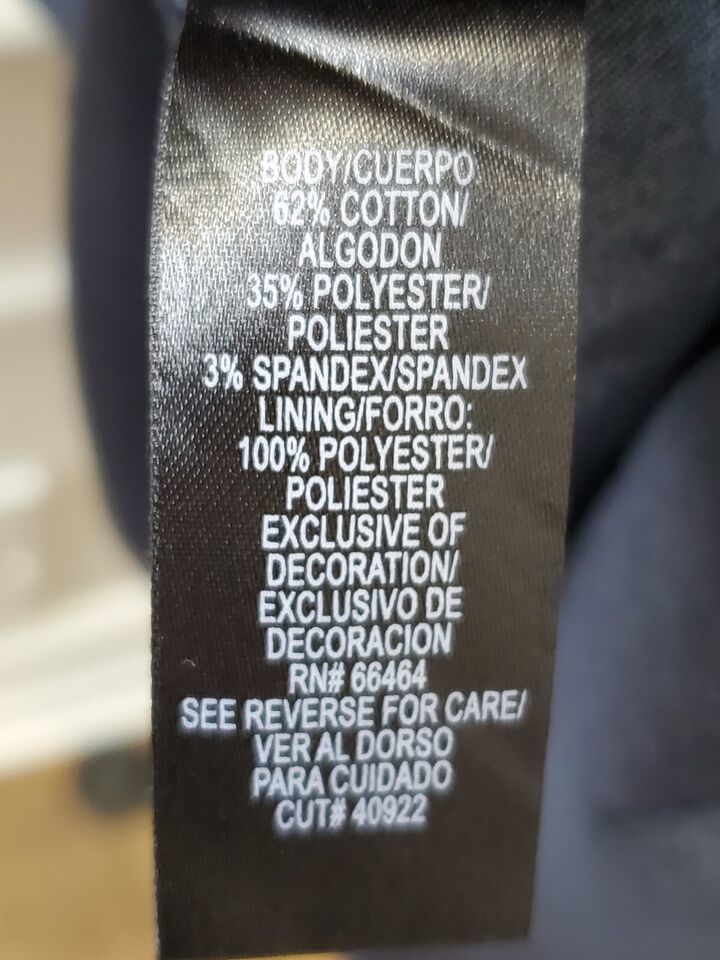 BODY/CUERPO
62% COTTON/
ALGODON
35% POLYESTER/
POLIESTER
3% SPANDEX/SPANDEX
LINING/FORRO:
100% POLYESTER/
POLIESTER
EXCLUSIVE OF
DECORATION/
EXCLUSIVO DE
DECORACION
RN# 66464
SEE REVERSE FOR CARE/
VER AL DORSO
PARA CUIDADO
CUT# 40922